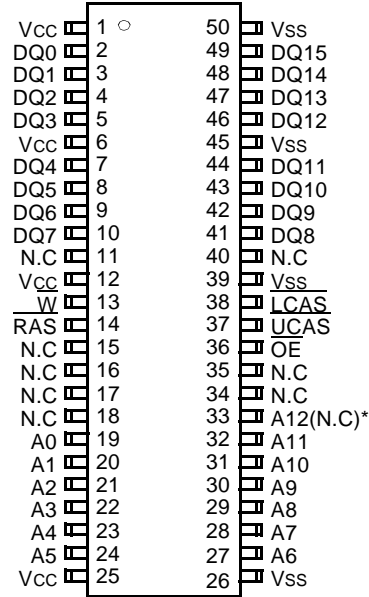 VCC 1 50 VSS
DQ0 2 49 DQ15
DQ1 3 48 DQ14
DQ2 4 47 DQ13
DQ3 5 46 DQ12
VCC 6 45 VSS
DQ4 7 44 DQ11
DQ5 8 43 DQ10
DQ6 9 42 DQ9
DQ7 10 41 DQ8
N.C 11 40 N.C
VCC 12 39 VSS
W 13 38 LCAS
RAS 14 37 UCAS
N.C 15 36 OE
N.C 16 35 N.C
N.C 17 34 N.C
N.C 18 33 A12(N.C)*
A0 19 32 A11
A1 20 31 A10
A2 21 30 A9
A3 22 29 A8
A4 23 28 A7
A5 24 27 A6
VCC 25 26 VSS